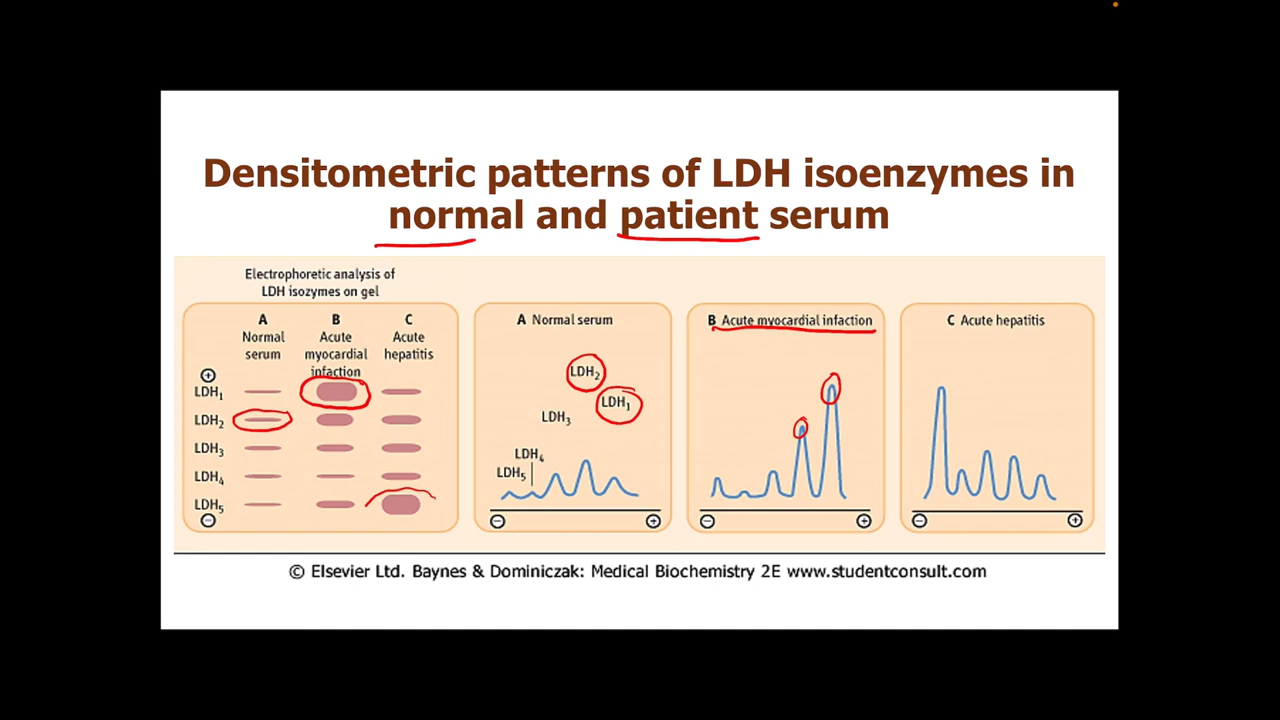 Densitometric patterns of LDH isoenzymes in
normal and patient serum
Electrophoretic analysis of
LDH isozymes on gel
A
Normal
serum
B
Acute
myocardial
infaction
C
Acute
hepatitis
+
LDH₁
LDH₂
LDH₃
LDH₄
LDH₅
−
A Normal serum
LDH₂
LDH₁
LDH₃
LDH₄
LDH₅
− +
B Acute myocardial infaction
− +
C Acute hepatitis
− +
© Elsevier Ltd. Baynes & Dominiczak: Medical Biochemistry 2E www.studentconsult.com